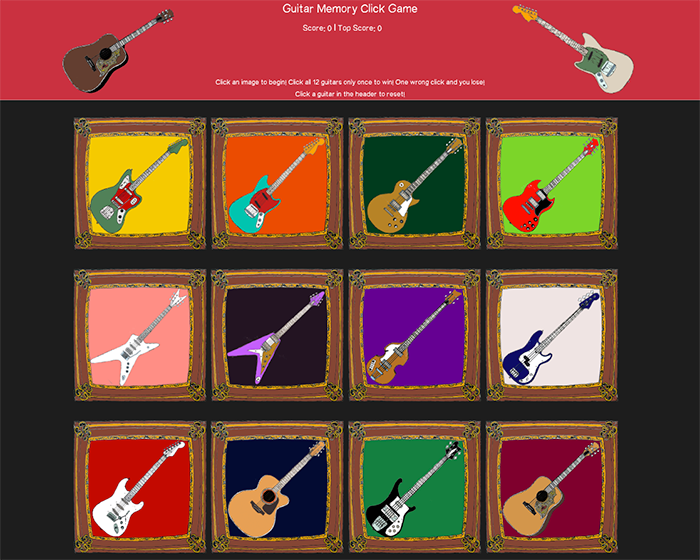 Guitar Memory Click Game
Score: 0 | Top Score: 0
Click an image to begin! Click all 12 guitars only once to win! One wrong click and you lose!
Click a guitar in the header to reset!